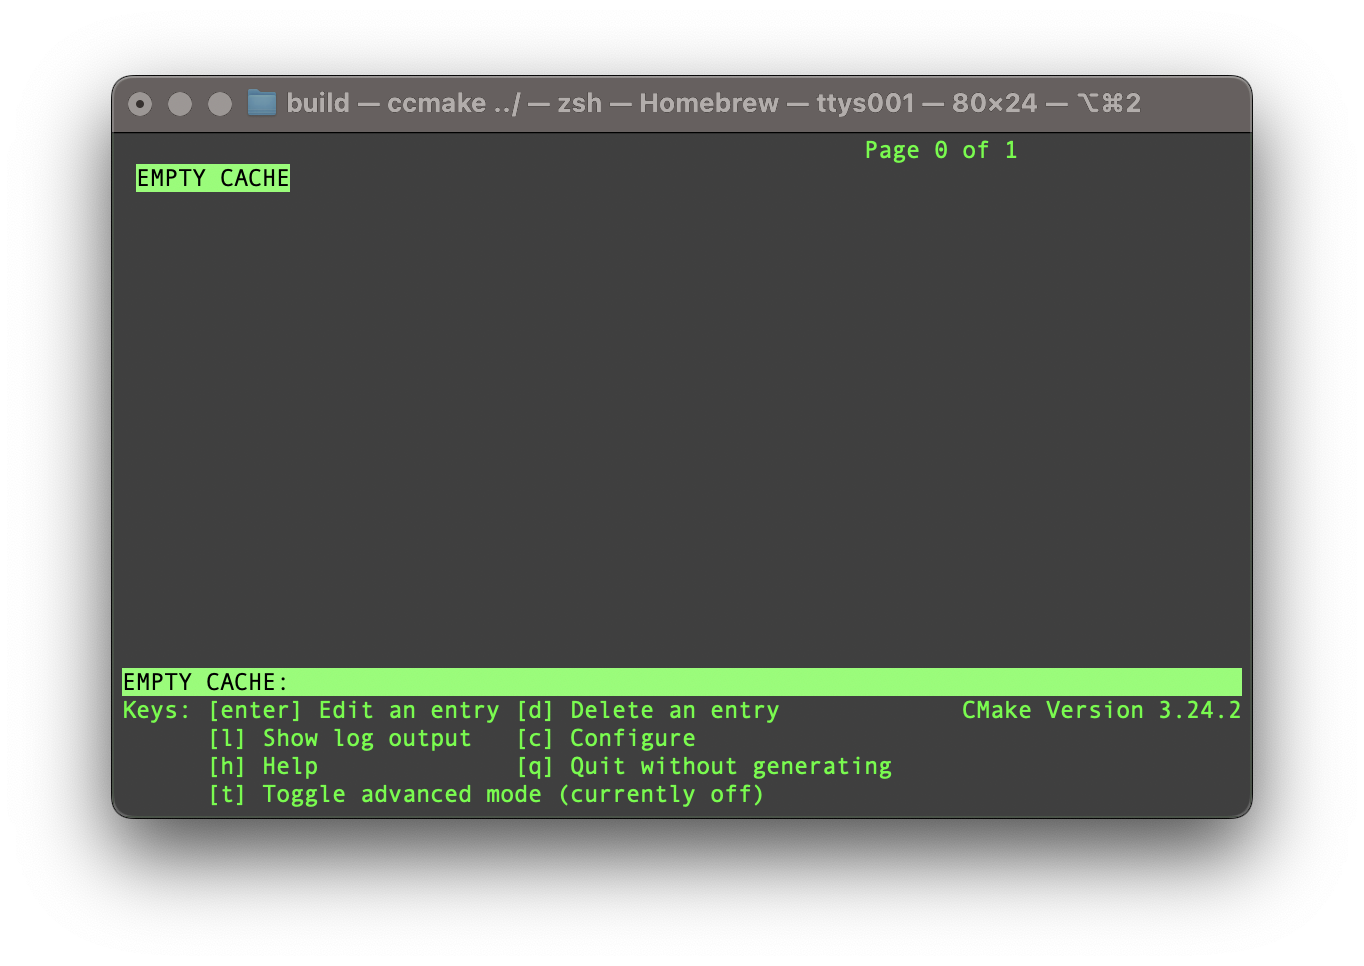 build — ccmake ../ — zsh — Homebrew — ttys001 — 80×24 — ⌥⌘2
Page 0 of 1
EMPTY CACHE
EMPTY CACHE:
Keys: [enter] Edit an entry [d] Delete an entry CMake Version 3.24.2
[l] Show log output [c] Configure
[h] Help [q] Quit without generating
[t] Toggle advanced mode (currently off)